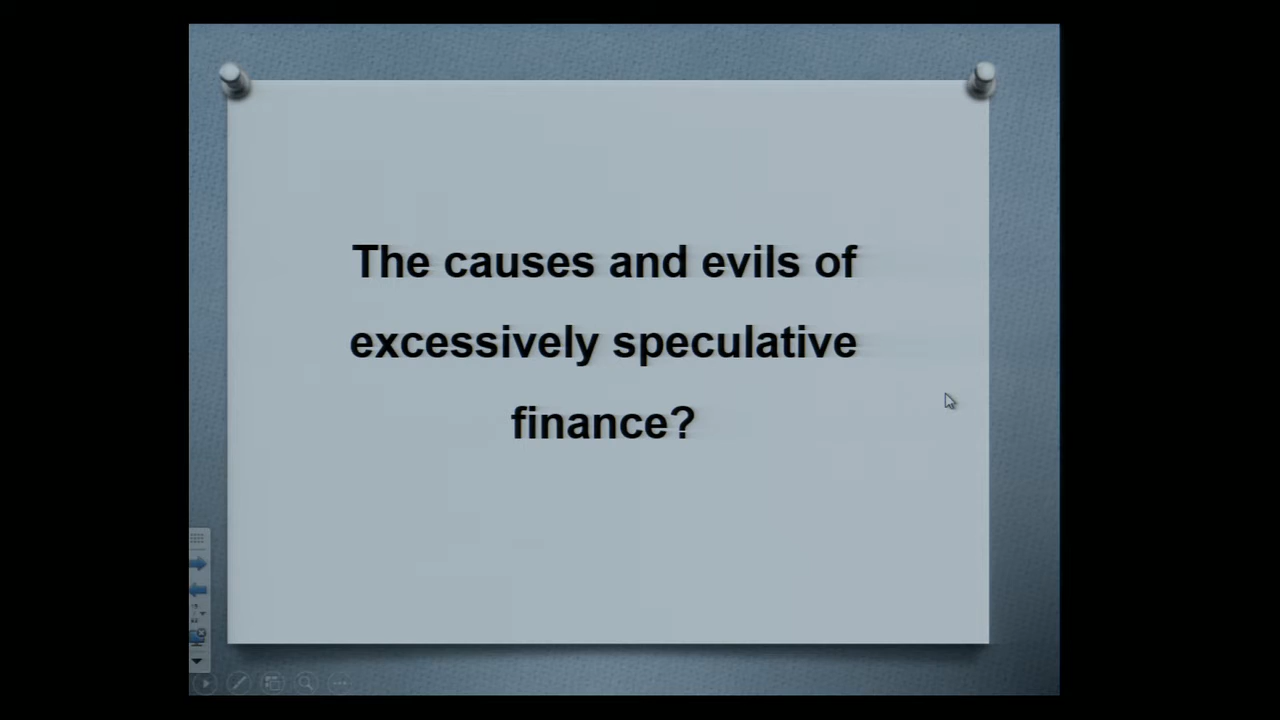 The causes and evils of
excessively speculative
finance?